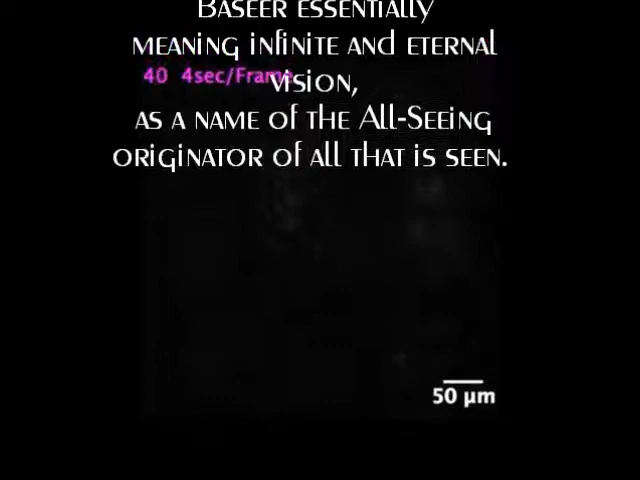 Baseer essentially
meaning infinite and eternal
40 4sec/Frame
vision,
as a name of the All-Seeing
originator of all that is seen.
50 µm